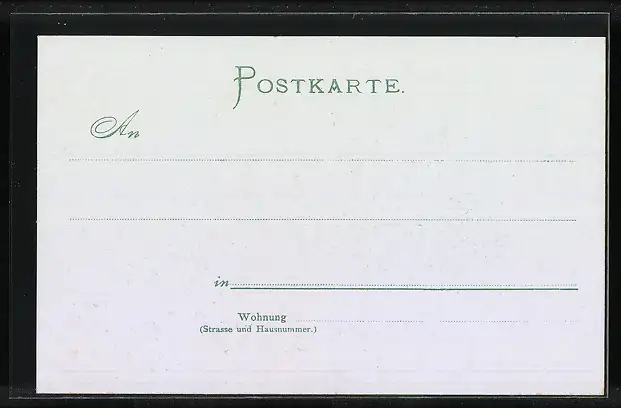 POSTKARTE.
An
in
Wohnung
(Strasse und Hausnummer.)